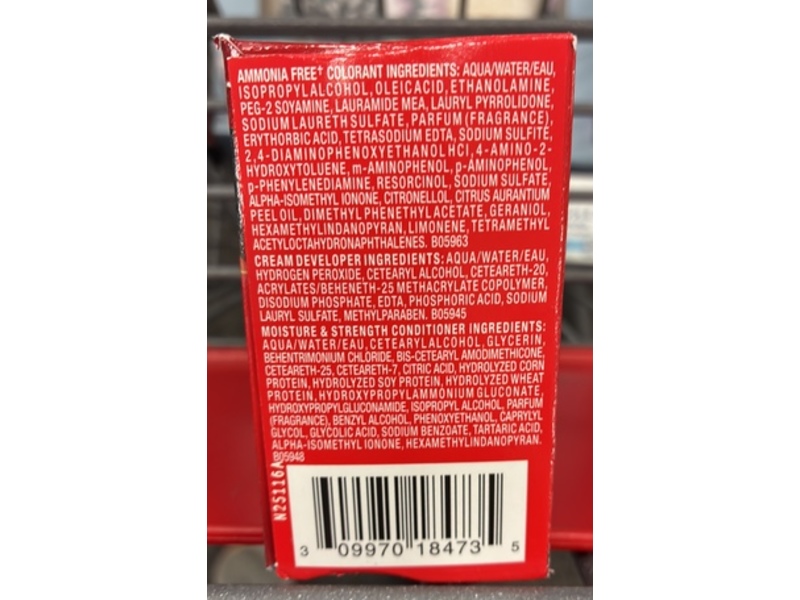 AMMONIA FREE† COLORANT INGREDIENTS: AQUA/WATER/EAU,
ISOPROPYL ALCOHOL, OLEIC ACID, ETHANOLAMINE,
PEG-2 SOYAMINE, LAURAMIDE MEA, LAURYL PYRROLIDONE,
SODIUM LAURETH SULFATE, PARFUM (FRAGRANCE),
ERYTHORBIC ACID, TETRASODIUM EDTA, SODIUM SULFITE,
2,4-DIAMINOPHENOXYETHANOL HCI, 4-AMINO-2-
HYDROXYTOLUENE, m-AMINOPHENOL, p-AMINOPHENOL,
p-PHENYLENEDIAMINE, RESORCINOL, SODIUM SULFATE,
ALPHA-ISOMETHYL IONONE, CITRONELLOL, CITRUS AURANTIUM
PEEL OIL, DIMETHYL PHENETHYL ACETATE, GERANIOL,
HEXAMETHYLINDANOPYRAN, LIMONENE, TETRAMETHYL
ACETYLOCTAHYDRONAPHTHALENES. B05963
CREAM DEVELOPER INGREDIENTS: AQUA/WATER/EAU,
HYDROGEN PEROXIDE, CETEARYL ALCOHOL, CETEARETH-20,
ACRYLATES/BEHENETH-25 METHACRYLATE COPOLYMER,
DISODIUM PHOSPHATE, EDTA, PHOSPHORIC ACID, SODIUM
LAURYL SULFATE, METHYLPARABEN. B05945
MOISTURE & STRENGTH CONDITIONER INGREDIENTS:
AQUA/WATER/EAU, CETEARYL ALCOHOL, GLYCERIN,
BEHENTRIMONIUM CHLORIDE, BIS-CETEARYL AMODIMETHICONE,
CETEARETH-25, CETEARETH-7, CITRIC ACID, HYDROLYZED CORN
PROTEIN, HYDROLYZED SOY PROTEIN, HYDROLYZED WHEAT
PROTEIN, HYDROXYPROPYLAMMONIUM GLUCONATE,
HYDROXYPROPYLGLUCONAMIDE, ISOPROPYL ALCOHOL, PARFUM
(FRAGRANCE), BENZYL ALCOHOL, PHENOXYETHANOL, CAPRYLYL
GLYCOL, GLYCOLIC ACID, SODIUM BENZOATE, TARTARIC ACID,
ALPHA-ISOMETHYL IONONE, HEXAMETHYLINDANOPYRAN.
B05948
N25116A
3 09970 18473 5